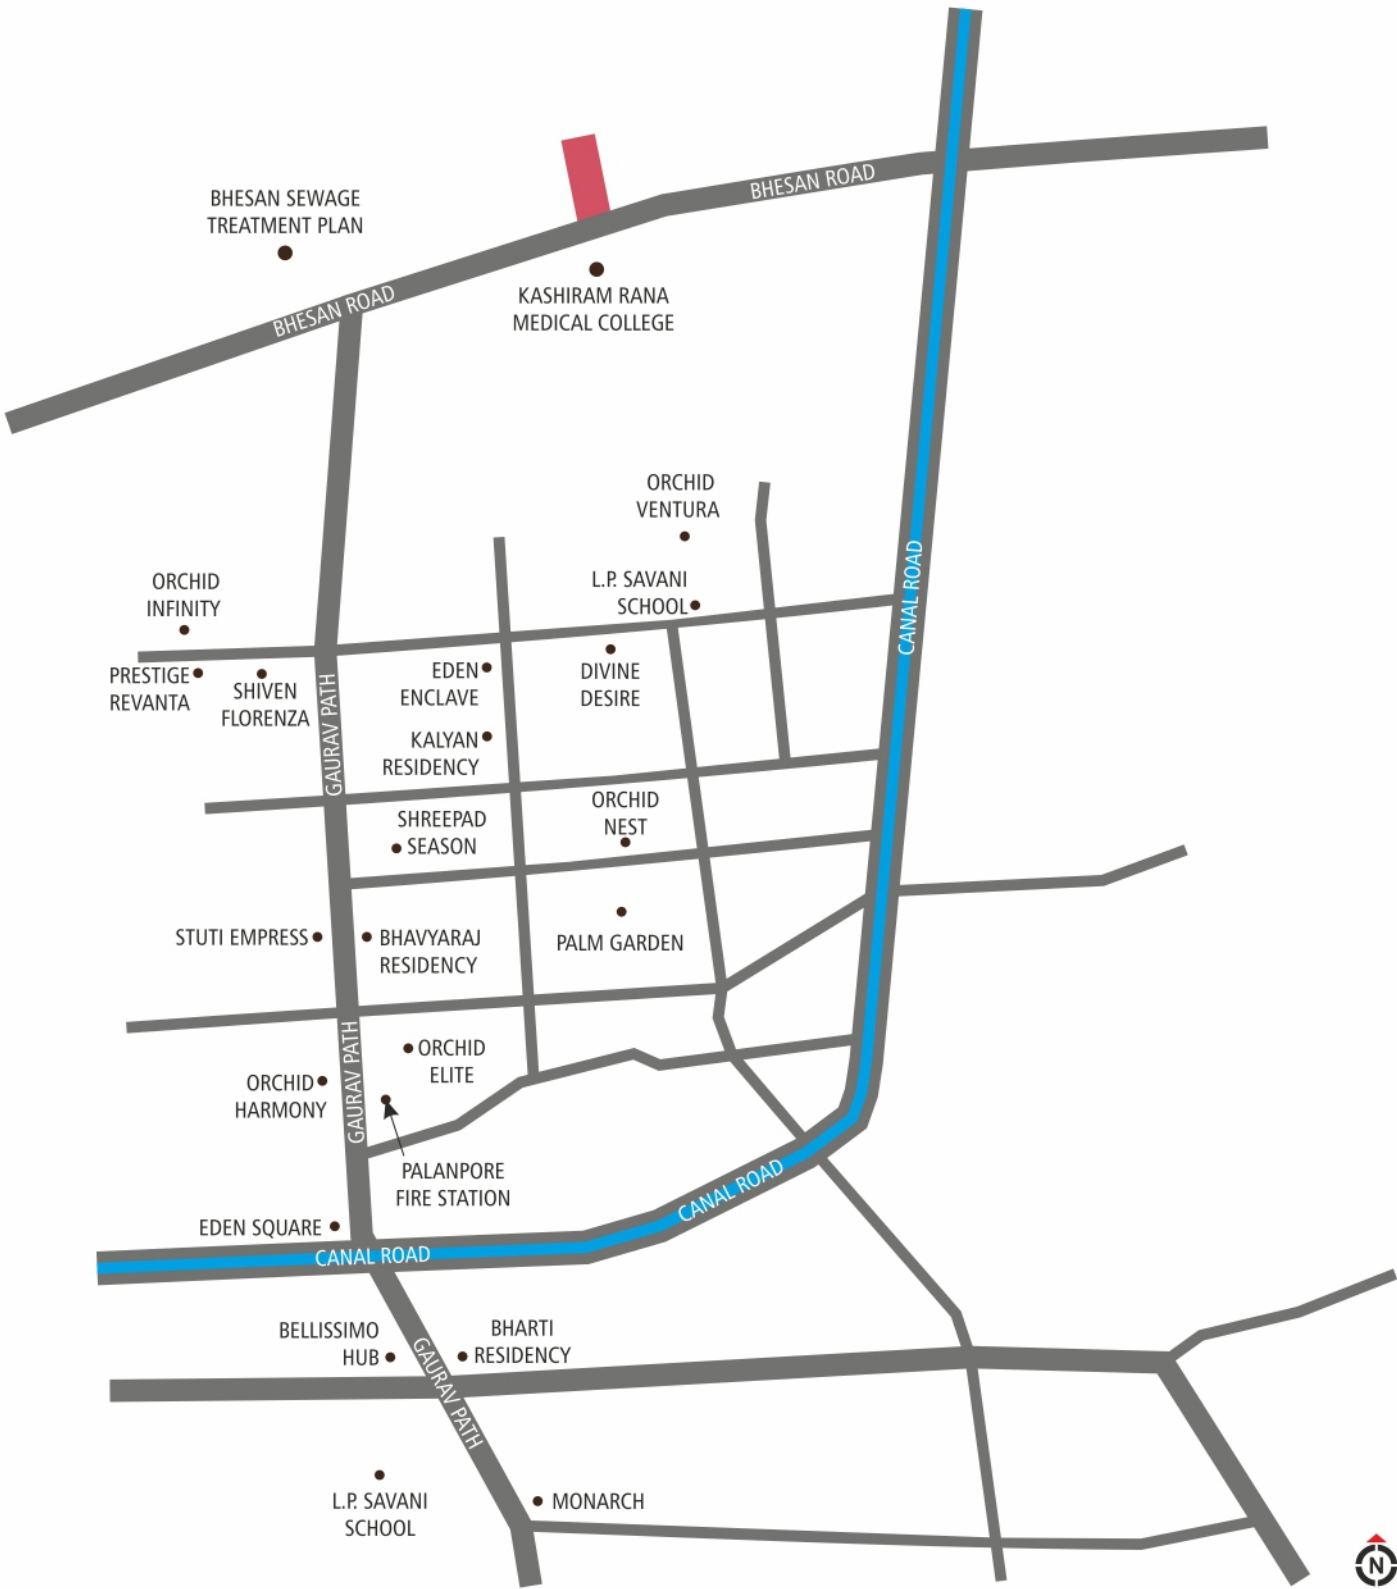 BHESAN SEWAGE
TREATMENT PLAN
BHESAN ROAD
BHESAN ROAD
KASHIRAM RANA
MEDICAL COLLEGE
ORCHID
VENTURA
L.P. SAVANI
SCHOOL
CANAL ROAD
ORCHID
INFINITY
PRESTIGE
REVANTA
SHIVEN
FLORENZA
GAURAV PATH
EDEN
ENCLAVE
DIVINE
DESIRE
KALYAN
RESIDENCY
SHREEPAD
SEASON
ORCHID
NEST
STUTI EMPRESS
BHAVYARAJ
RESIDENCY
PALM GARDEN
GAURAV PATH
ORCHID
ELITE
ORCHID
HARMONY
PALANPORE
FIRE STATION
EDEN SQUARE
CANAL ROAD
CANAL ROAD
BELLISSIMO
HUB
BHARTI
RESIDENCY
GAURAV PATH
L.P. SAVANI
SCHOOL
MONARCH
N